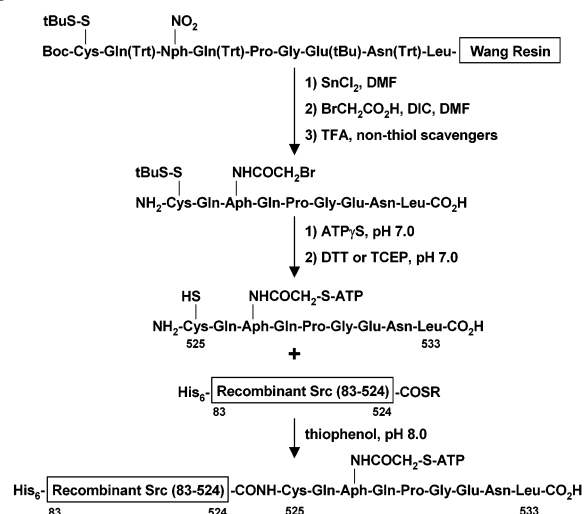 tBuS-S NO₂
Boc-Cys-Gln(Trt)-Nph-Gln(Trt)-Pro-Gly-Glu(tBu)-Asn(Trt)-Leu- Wang Resin
1) SnCl₂, DMF
2) BrCH₂CO₂H, DIC, DMF
3) TFA, non-thiol scavengers
tBuS-S NHCOCH₂Br
NH₂-Cys-Gln-Aph-Gln-Pro-Gly-Glu-Asn-Leu-CO₂H
1) ATPγS, pH 7.0
2) DTT or TCEP, pH 7.0
HS NHCOCH₂-S-ATP
NH₂-Cys-Gln-Aph-Gln-Pro-Gly-Glu-Asn-Leu-CO₂H
525 533
+
His₆- Recombinant Src (83-524) -COSR
83 524
thiophenol, pH 8.0
NHCOCH₂-S-ATP
His₆- Recombinant Src (83-524) -CONH-Cys-Gln-Aph-Gln-Pro-Gly-Glu-Asn-Leu-CO₂H
83 524 525 533